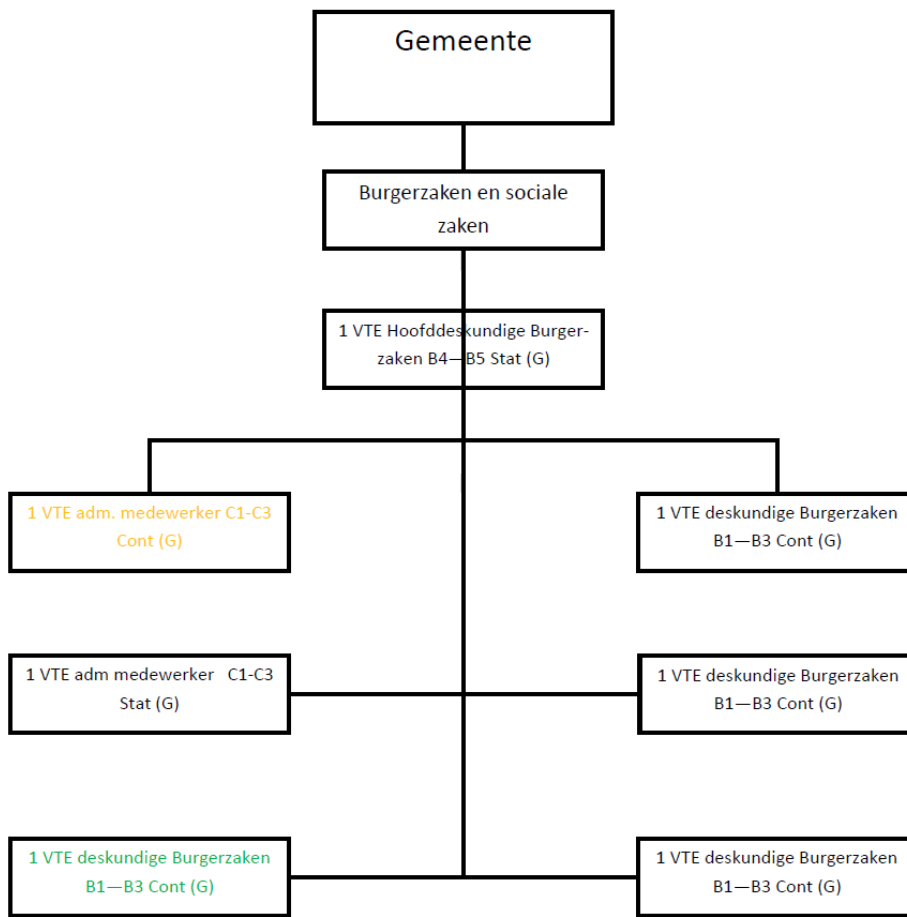 Gemeente
Burgerzaken en sociale
zaken
1 VTE Hoofddeskundige Burger-
zaken B4—B5 Stat (G)
1 VTE adm. medewerker C1-C3
Cont (G)
1 VTE deskundige Burgerzaken
B1—B3 Cont (G)
1 VTE adm medewerker C1-C3
Stat (G)
1 VTE deskundige Burgerzaken
B1—B3 Cont (G)
1 VTE deskundige Burgerzaken
B1—B3 Cont (G)
1 VTE deskundige Burgerzaken
B1—B3 Cont (G)